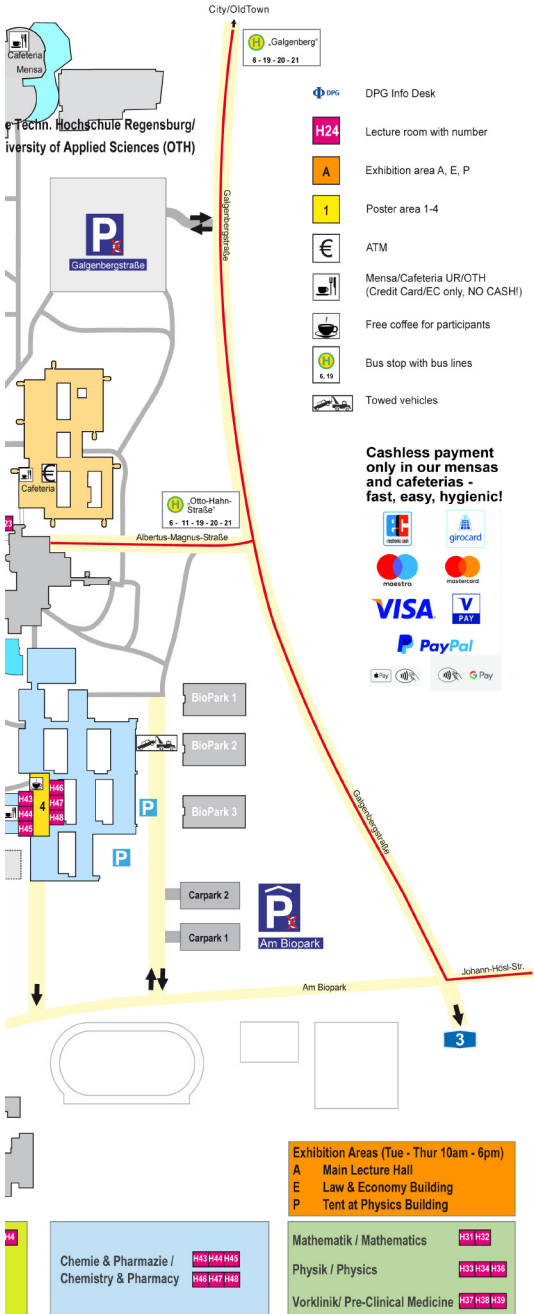 City/OldTown
H „Galgenberg“
6 - 19 - 20 - 21
Cafeteria
Mensa
e Techn. Hochschule Regensburg/
iversity of Applied Sciences (OTH)
P
Galgenbergstraße
Galgenbergstraße
DPG DPG Info Desk
H24 Lecture room with number
A Exhibition area A, E, P
1 Poster area 1-4
€ ATM
Mensa/Cafeteria UR/OTH
(Credit Card/EC only, NO CASH!)
Free coffee for participants
H Bus stop with bus lines
6, 19
Towed vehicles
Cashless payment
only in our mensas
and cafeterias -
fast, easy, hygienic!
EC electronic cash
girocard
maestro
mastercard
VISA
V PAY
PayPal
Pay
G Pay
€
Cafeteria
H „Otto-Hahn-
Straße“
6 - 11 - 19 - 20 - 21
Albertus-Magnus-Straße
23
BioPark 1
BioPark 2
BioPark 3
H46
H43
4
H47
H44
H48
H45
P
P
Galgenbergstraße
Carpark 2
Carpark 1
P
Am Biopark
Johann-Hösl-Str.
Am Biopark
3
Exhibition Areas (Tue - Thur 10am - 6pm)
A Main Lecture Hall
E Law & Economy Building
P Tent at Physics Building
H4
Chemie & Pharmazie / H43 H44 H45
Chemistry & Pharmacy H46 H47 H48
Mathematik / Mathematics H31 H32
Physik / Physics H33 H34 H36
Vorklinik/ Pre-Clinical Medicine H37 H38 H39